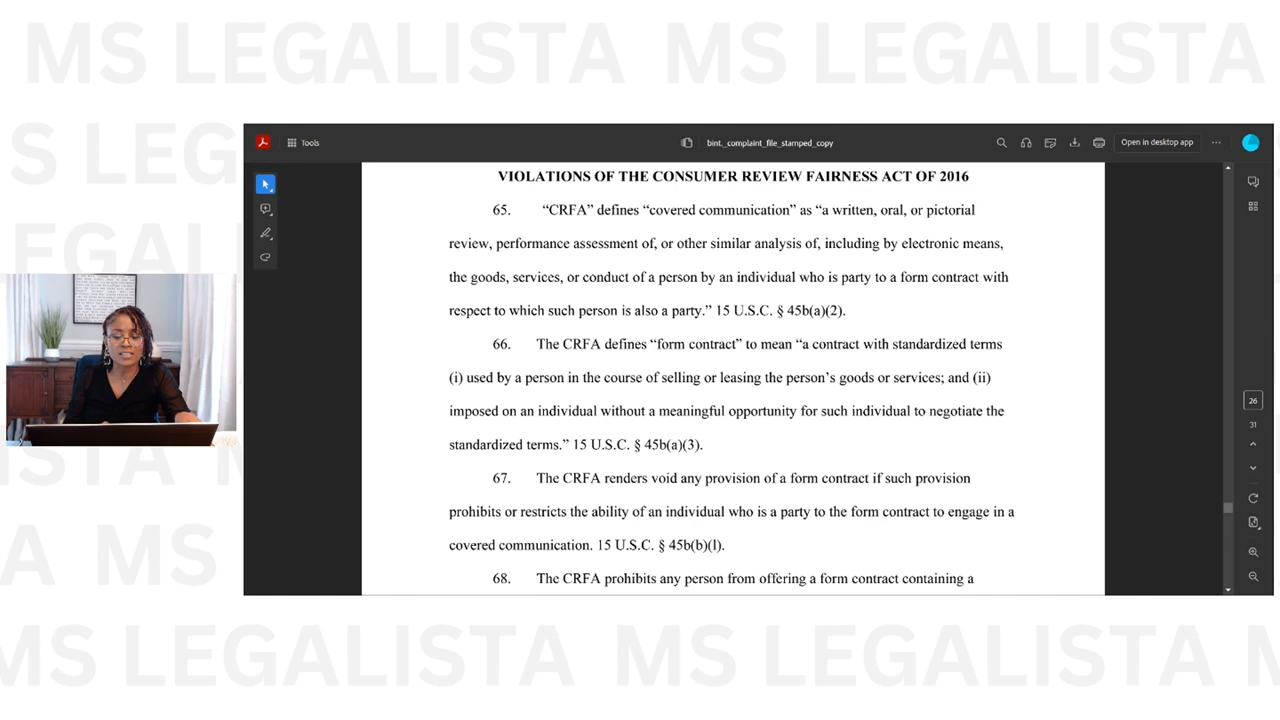 MS LEGALISTA MS LEGALISTA
S LEG
EGAL
ISTA M
A MS
MS LEGALISTA MS LEGALISTA M
Tools
bint._complaint_file_stamped_copy
Open in desktop app
VIOLATIONS OF THE CONSUMER REVIEW FAIRNESS ACT OF 2016
65. “CRFA” defines “covered communication” as “a written, oral, or pictorial
review, performance assessment of, or other similar analysis of, including by electronic means,
the goods, services, or conduct of a person by an individual who is party to a form contract with
respect to which such person is also a party.” 15 U.S.C. § 45b(a)(2).
66. The CRFA defines “form contract” to mean “a contract with standardized terms
(i) used by a person in the course of selling or leasing the person’s goods or services; and (ii)
imposed on an individual without a meaningful opportunity for such individual to negotiate the
standardized terms.” 15 U.S.C. § 45b(a)(3).
67. The CRFA renders void any provision of a form contract if such provision
prohibits or restricts the ability of an individual who is a party to the form contract to engage in a
covered communication. 15 U.S.C. § 45b(b)(l).
68. The CRFA prohibits any person from offering a form contract containing a
26
31